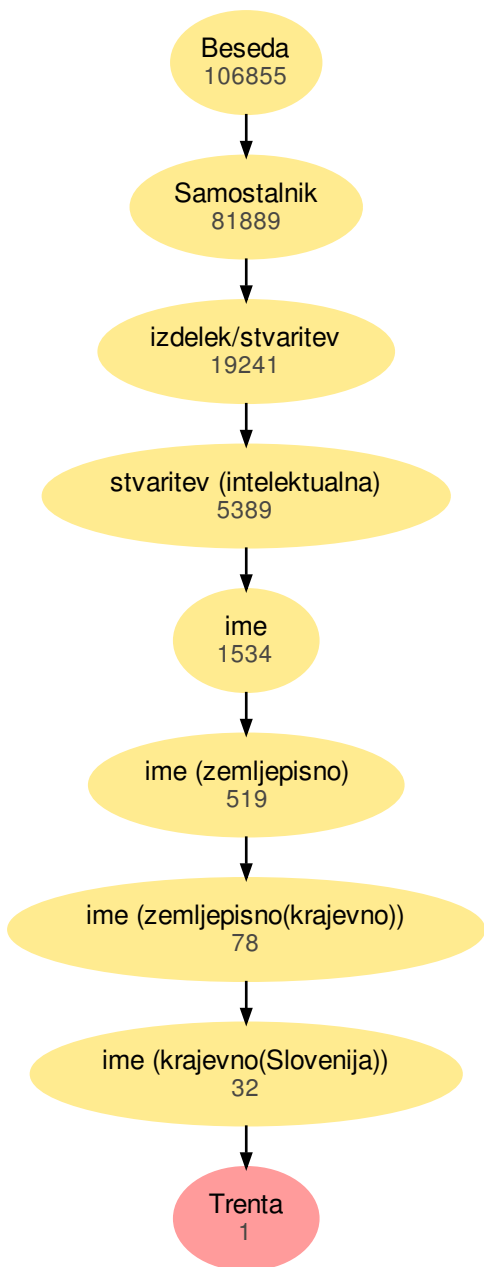 Beseda
106855
Samostalnik
81889
izdelek/stvaritev
19241
stvaritev (intelektualna)
5389
ime
1534
ime (zemljepisno)
519
ime (zemljepisno(krajevno))
78
ime (krajevno(Slovenija))
32
Trenta
1